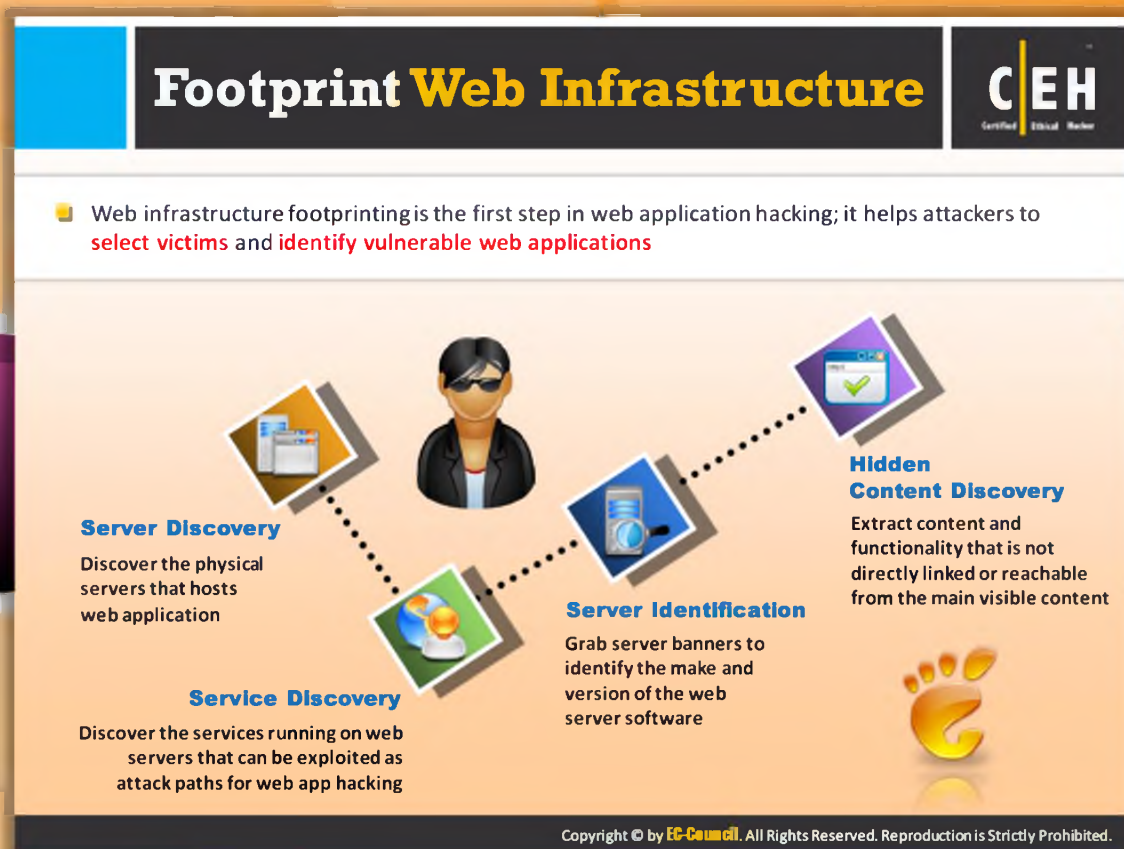 Footprint Web Infrastructure
C EH
Certified Ethical Hacker
Web infrastructure footprinting is the first step in web application hacking; it helps attackers to
select victims and identify vulnerable web applications
Server Discovery
Discover the physical
servers that hosts
web application
Service Discovery
Discover the services running on web
servers that can be exploited as
attack paths for web app hacking
Server Identification
Grab server banners to
identify the make and
version of the web
server software
Hidden
Content Discovery
Extract content and
functionality that is not
directly linked or reachable
from the main visible content
Copyright © by EC-Council. All Rights Reserved. Reproduction is Strictly Prohibited.